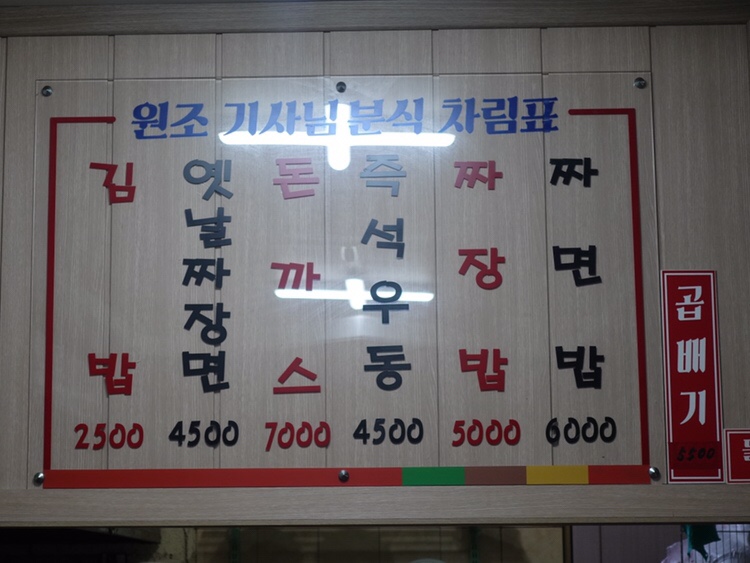 원조 기사님분식 차림표
김밥
2500
옛날짜장면
4500
돈까스
7000
즉석우동
4500
짜장밥
5000
짜면밥
6000
곱배기
5500